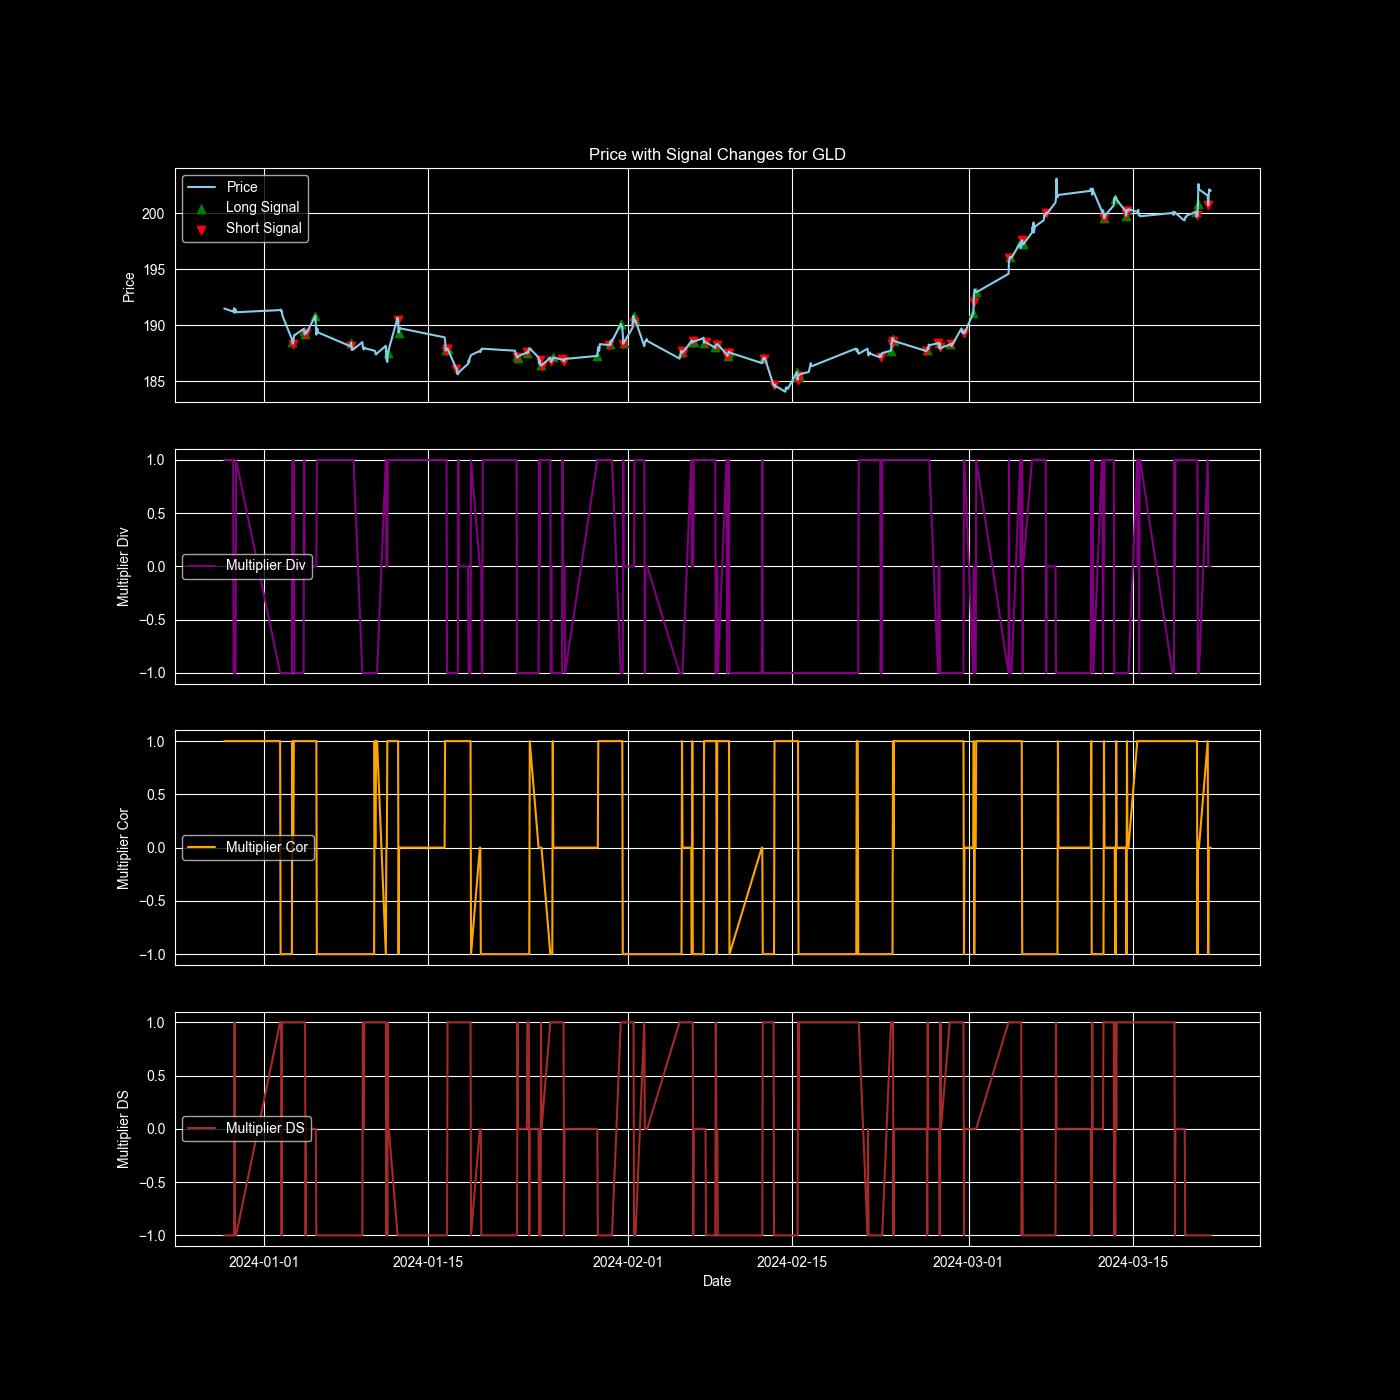 Price with Signal Changes for GLD
Price
Long Signal
Short Signal
200
195
190
185
Price
1.0
0.5
0.0
−0.5
−1.0
Multiplier Div
Multiplier Div
1.0
0.5
0.0
−0.5
−1.0
Multiplier Cor
Multiplier Cor
1.0
0.5
0.0
−0.5
−1.0
Multiplier DS
Multiplier DS
2024-01-01 2024-01-15 2024-02-01 2024-02-15 2024-03-01 2024-03-15
Date